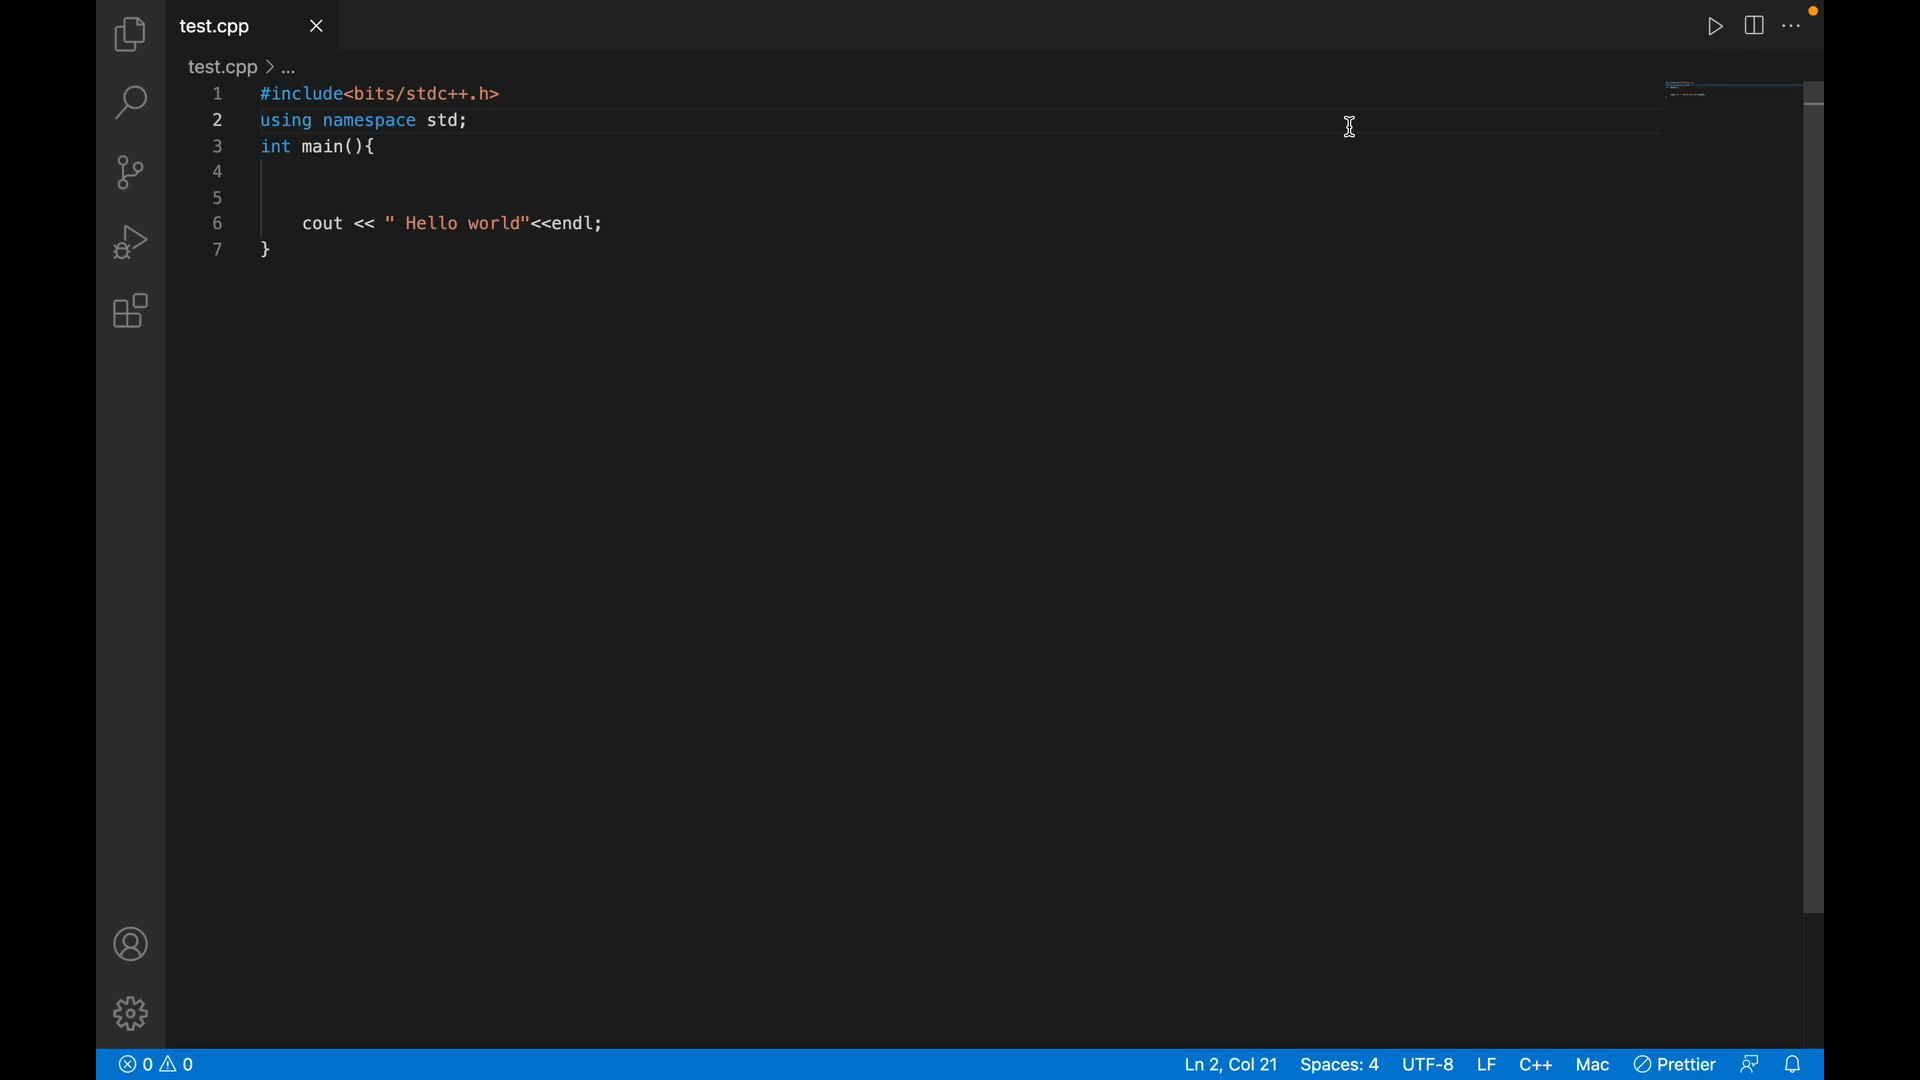 test.cpp
test.cpp > ...
1 #include<bits/stdc++.h>
2 using namespace std;
3 int main(){
4
5
6 cout << " Hello world"<<endl;
7 }
0 0 Ln 2, Col 21 Spaces: 4 UTF-8 LF C++ Mac Prettier